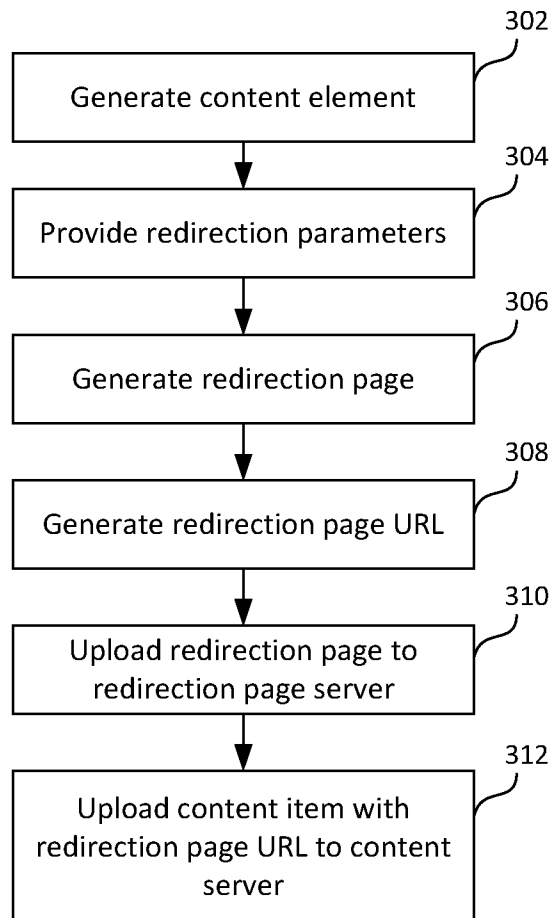 302
Generate content element
304
Provide redirection parameters
306
Generate redirection page
308
Generate redirection page URL
310
Upload redirection page to
redirection page server
312
Upload content item with
redirection page URL to content
server